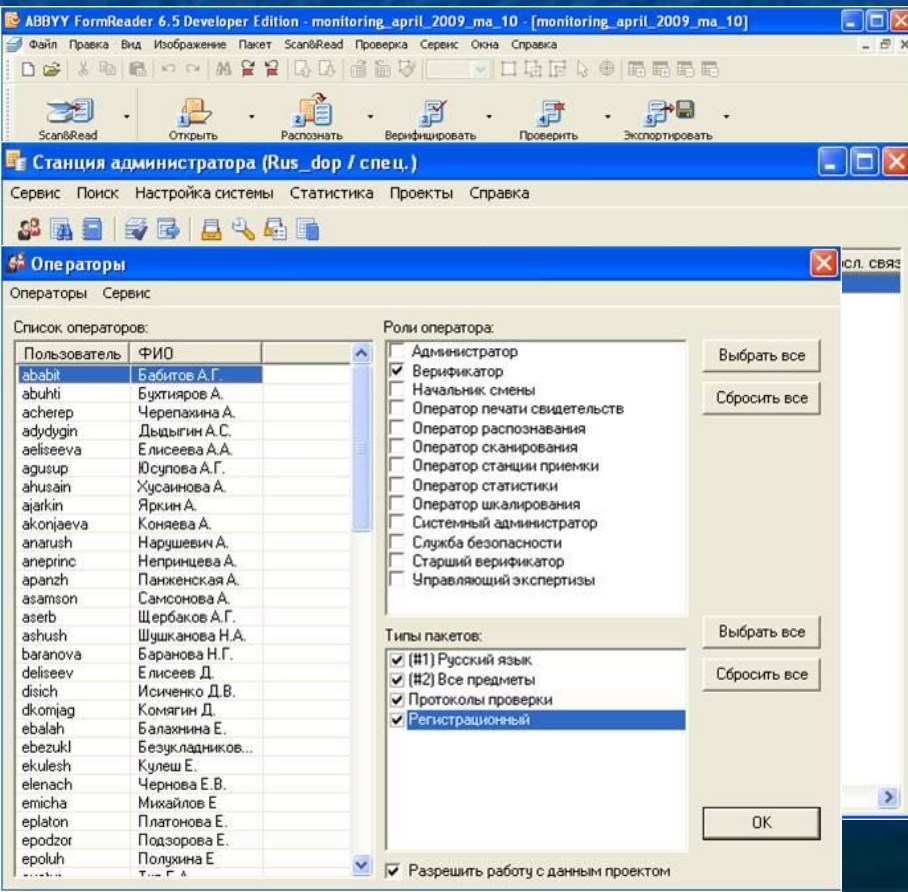 ABBYY FormReader 6.5 Developer Edition - monitoring_april_2009_ma_10 - [monitoring_april_2009_ma_10]
Файл Правка Вид Изображение Пакет Scan&Read Проверка Сервис Окна Справка
Scan&Read Открыть Распознать Верифицировать Проверить Экспортировать
Станция администратора (Rus_dop / спец.)
Сервис Поиск Настройка системы Статистика Проекты Справка
Операторы
сл. связ
Операторы Сервис
Список операторов:
Пользователь ФИО
ababit Бабитов А.Г.
abuhti Бухтияров А.
acherep Черепахина А.
adydygin Дыдыгин А.С.
aeliseeva Елисеева А.А.
agusup Юсупова А.Г.
ahusain Хусаинова А.
ajarkin Яркин А.
akonjaeva Коняева А.
anarush Нарушевич А.
aneprinc Непринцева А.
apanzh Панженская А.
asamson Самсонова А.
aserb Щербаков А.Г.
ashush Шушканова Н.А.
baranova Баранова Н.Г.
deliseev Елисеев Д.
disich Исиченко Д.В.
dkomjag Комягин Д.
ebalah Балахнина Е.
ebezukl Безукладников...
ekulesh Кулеш Е.
elenach Чернова Е.В.
emicha Михайлов Е
eplaton Платонова Е.
epodzor Подзорова Е.
epoluh Полухина Е
Роли оператора:
Администратор
Верификатор
Начальник смены
Оператор печати свидетельств
Оператор распознавания
Оператор сканирования
Оператор станции приемки
Оператор статистики
Оператор шкалирования
Системный администратор
Служба безопасности
Старший верификатор
Управляющий экспертизы
Выбрать все
Сбросить все
Типы пакетов:
(#1) Русский язык
(#2) Все предметы
Протоколы проверки
Регистрационный
Выбрать все
Сбросить все
OK
Разрешить работу с данным проектом